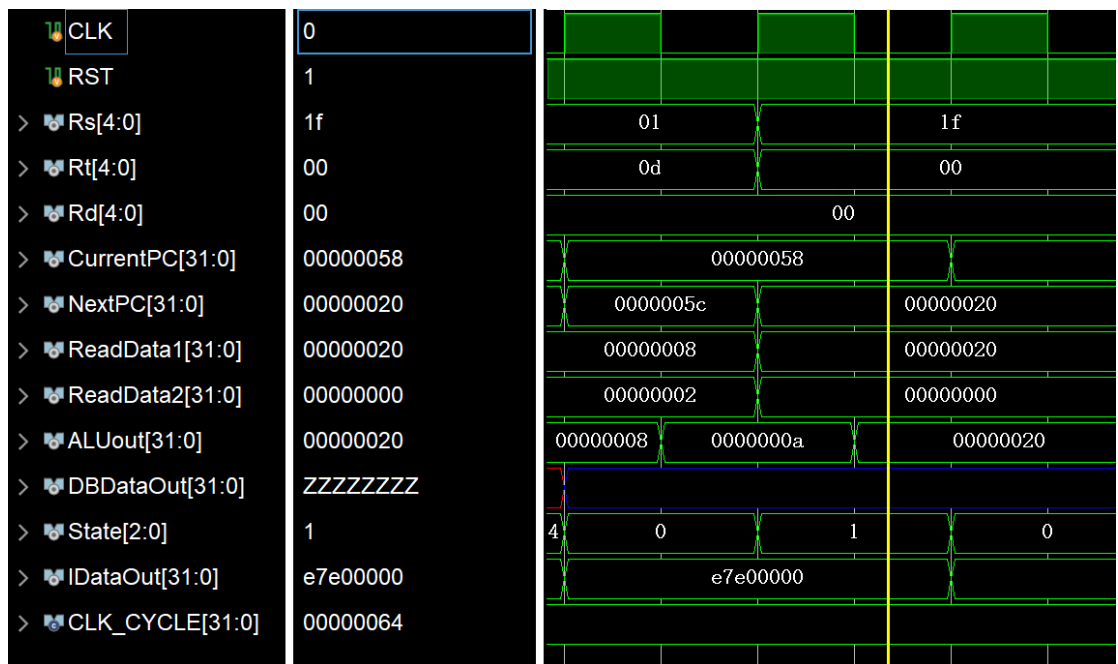 CLK 0
RST 1
Rs[4:0] 1f 01 1f
Rt[4:0] 00 0d 00
Rd[4:0] 00 00
CurrentPC[31:0] 00000058 00000058
NextPC[31:0] 00000020 0000005c 00000020
ReadData1[31:0] 00000020 00000008 00000020
ReadData2[31:0] 00000000 00000002 00000000
ALUout[31:0] 00000020 00000008 0000000a 00000020
DBDataOut[31:0] ZZZZZZZZ
State[2:0] 1 4 0 1 0
IDataOut[31:0] e7e00000 e7e00000
CLK_CYCLE[31:0] 00000064